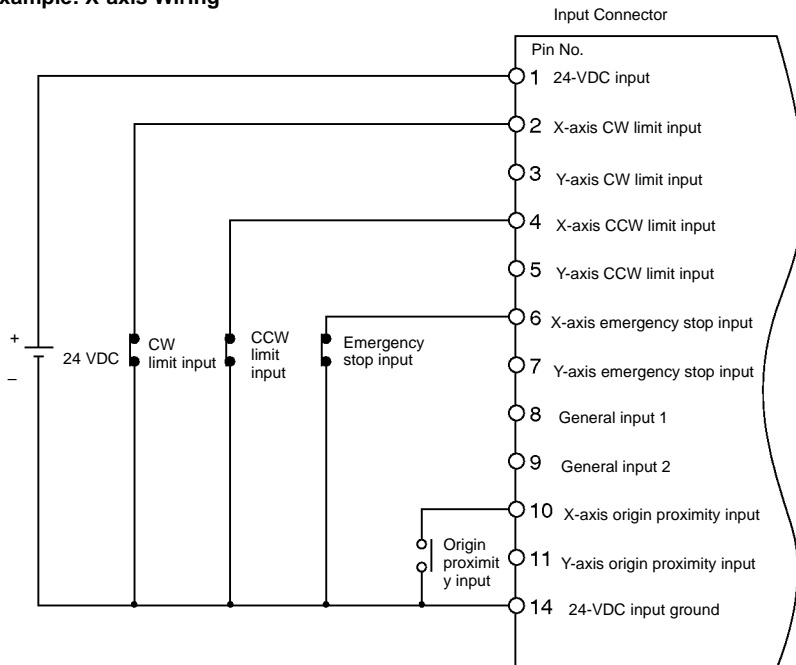 xample: X-axis Wiring
Input Connector
Pin No.
1 24-VDC input
2 X-axis CW limit input
3 Y-axis CW limit input
4 X-axis CCW limit input
5 Y-axis CCW limit input
6 X-axis emergency stop input
7 Y-axis emergency stop input
8 General input 1
9 General input 2
10 X-axis origin proximity input
11 Y-axis origin proximity input
14 24-VDC input ground
+
–
24 VDC
CW
limit input
CCW
limit
input
Emergency
stop input
Origin
proximit
y input